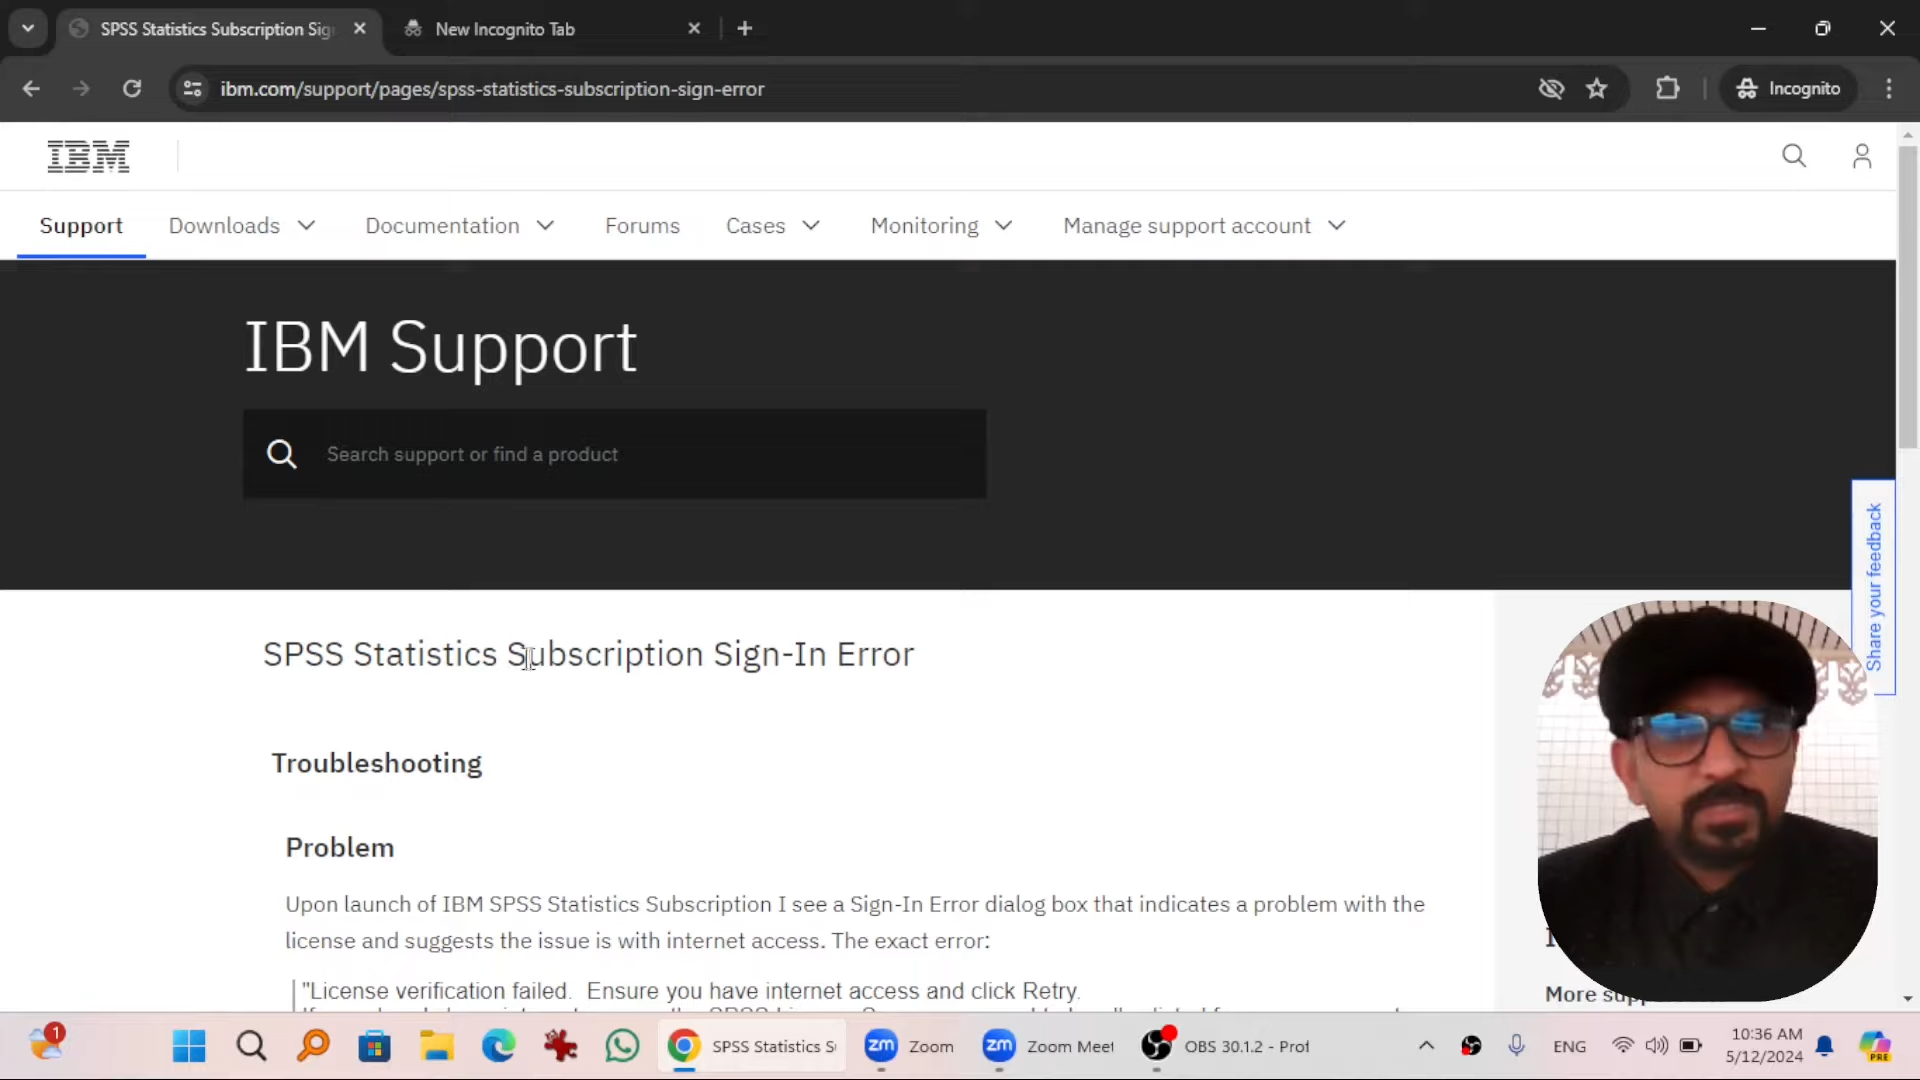 SPSS Statistics Subscription Sig
New Incognito Tab
ibm.com/support/pages/spss-statistics-subscription-sign-error
Incognito
IBM
Support
Downloads
Documentation
Forums
Cases
Monitoring
Manage support account
IBM Support
Search support or find a product
Share your feedback
SPSS Statistics Subscription Sign-In Error
Troubleshooting
Problem
Upon launch of IBM SPSS Statistics Subscription I see a Sign-In Error dialog box that indicates a problem with the
license and suggests the issue is with internet access. The exact error:
"License verification failed.  Ensure you have internet access and click Retry.
More
1
SPSS Statistics S
zm
Zoom
zm
Zoom Meet
OBS 30.1.2 - Prof
ENG
10:36 AM
5/12/2024
PRE